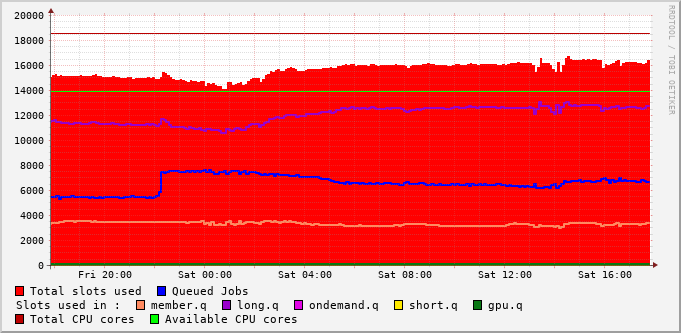 20000
18000
16000
14000
12000
10000
8000
6000
4000
2000
0
Fri 20:00 Sat 00:00 Sat 04:00 Sat 08:00 Sat 12:00 Sat 16:00
RRDTOOL / TOBI OETIKER
Total slots used Queued Jobs
Slots used in : member.q long.q ondemand.q short.q gpu.q
Total CPU cores Available CPU cores